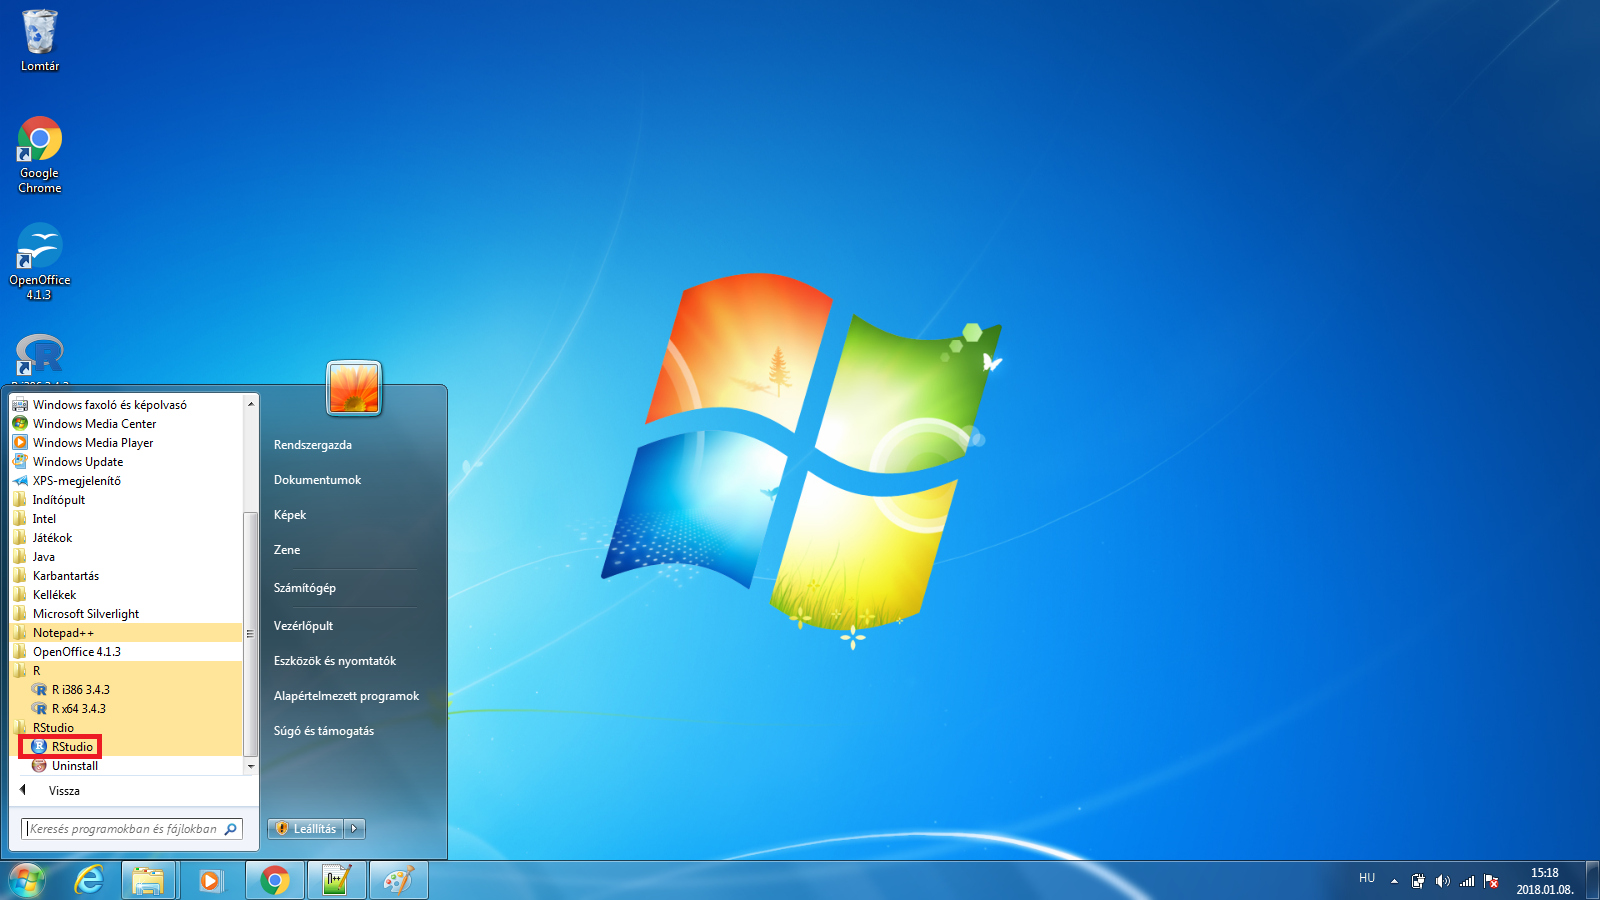 Lomtár
Google
Chrome
OpenOffice
4.1.3
Windows faxoló és képolvasó
Windows Media Center
Windows Media Player
Windows Update
XPS-megjelenítő
Indítópult
Intel
Játékok
Java
Karbantartás
Kellékek
Microsoft Silverlight
Notepad++
OpenOffice 4.1.3
R
R i386 3.4.3
R x64 3.4.3
RStudio
RStudio
Uninstall
Vissza
Keresés programokban és fájlokban
Rendszergazda
Dokumentumok
Képek
Zene
Számítógép
Vezérlőpult
Eszközök és nyomtatók
Alapértelmezett programok
Súgó és támogatás
Leállítás
HU
15:18
2018.01.08.